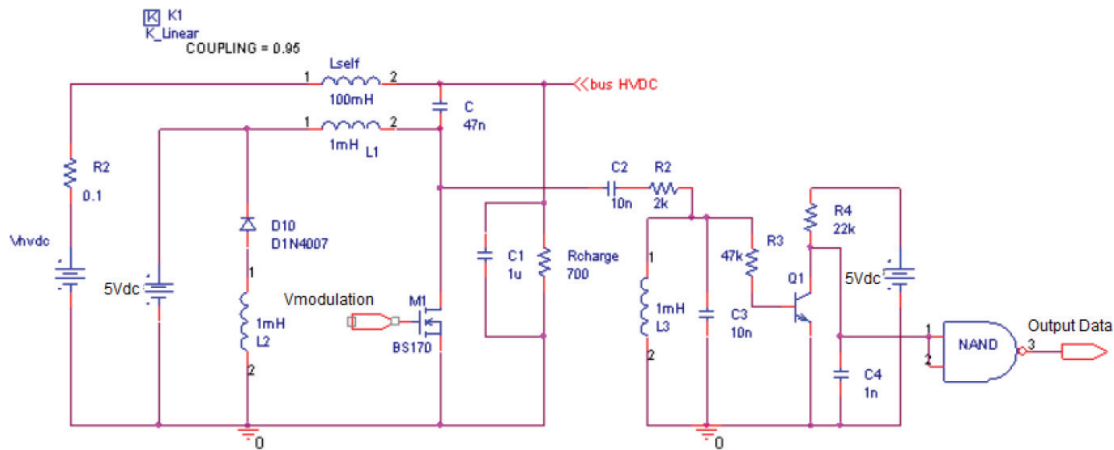 K K1
K_Linear
COUPLING = 0.95
1 Lself 2
100mH
bus HVDC
C
47n
1 2
1mH L1
R2
0.1
Vhvdc
5Vdc
D10
D1N4007
1
1mH
L2
2
Vmodulation
M1
BS170
C1
1u
Rcharge
700
C2
10n
R2
2k
1
1mH
L3
2
C3
10n
R3
47k
Q1
R4
22k
5Vdc
C4
1n
1
2
NAND
3
Output Data
0
0